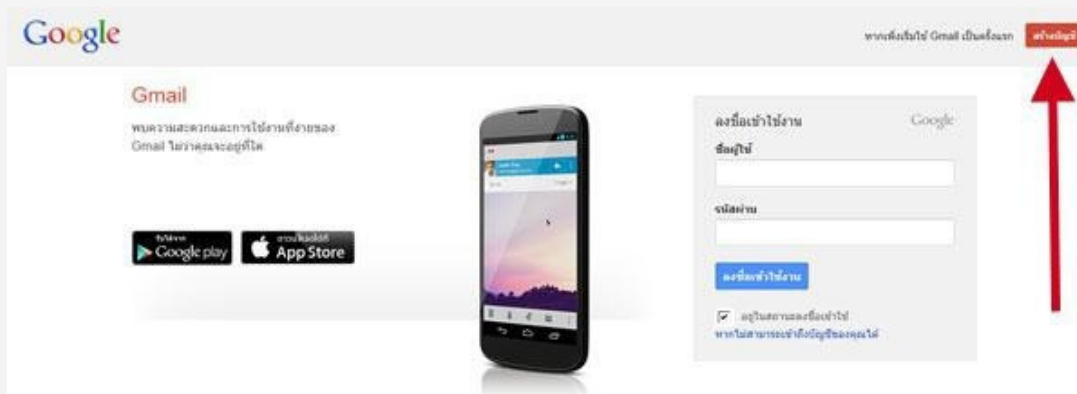 Google
หากเพิ่งเริ่มใช้ Gmail เป็นครั้งแรก
สร้างบัญชี
Gmail
พบความสะดวกและการใช้งานที่ง่ายของ
Gmail ไม่ว่าคุณจะอยู่ที่ใด
Google play
App Store
ลงชื่อเข้าใช้งาน Google
ชื่อผู้ใช้
รหัสผ่าน
ลงชื่อเข้าใช้งาน
อยู่ในสถานะลงชื่อเข้าใช้
หากไม่สามารถเข้าถึงบัญชีของคุณได้